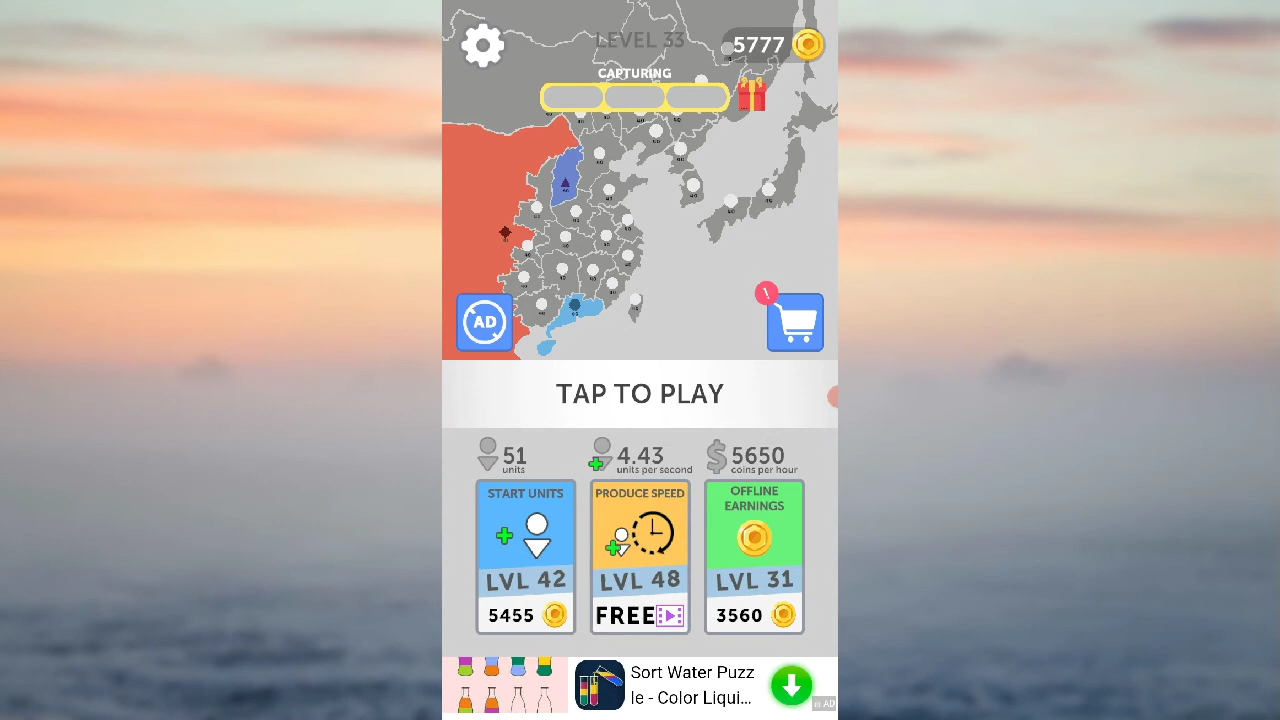 LEVEL 33
5777
CAPTURING
AD
TAP TO PLAY
51
units
4.43
units per second
5650
coins per hour
START UNITS
PRODUCE SPEED
OFFLINE
EARNINGS
LVL 42
LVL 48
LVL 31
5455
FREE
3560
Sort Water Puzz
le - Color Liqui...
AD